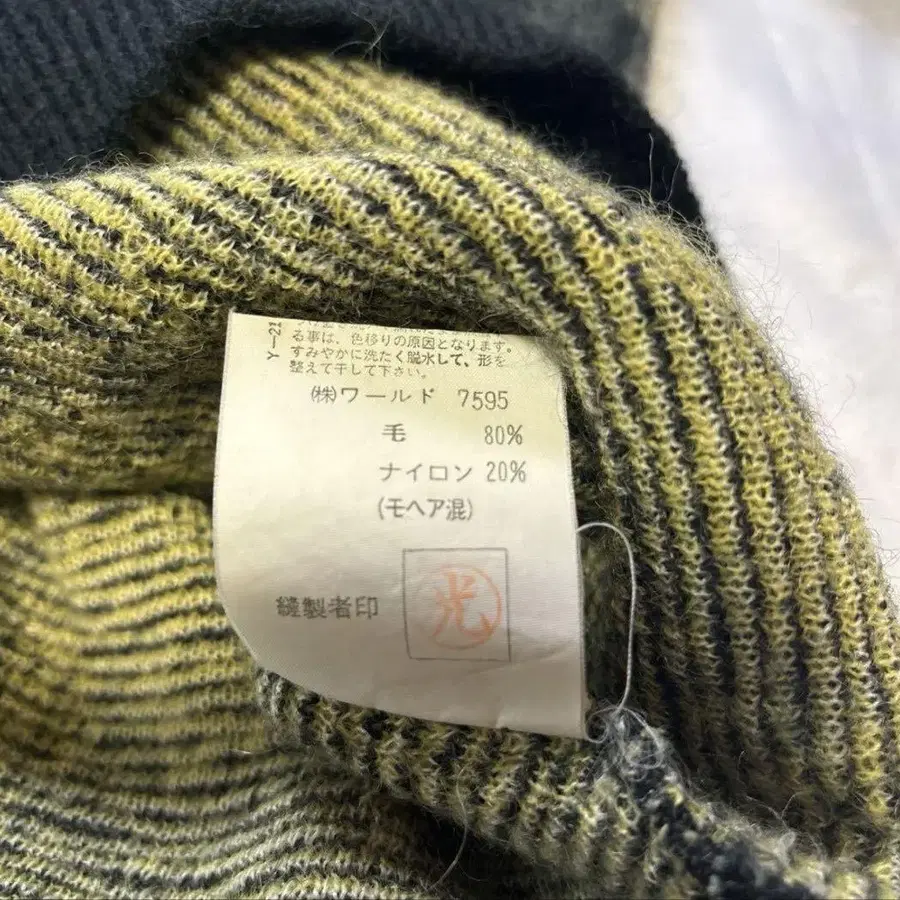 Y-21
る事は、色移りの原因となります。
すみやかに洗たく脱水して、形を
整えて干して下さい。
㈱ワールド 7595
毛 80%
ナイロン 20%
(モヘア混)
縫製者印
光